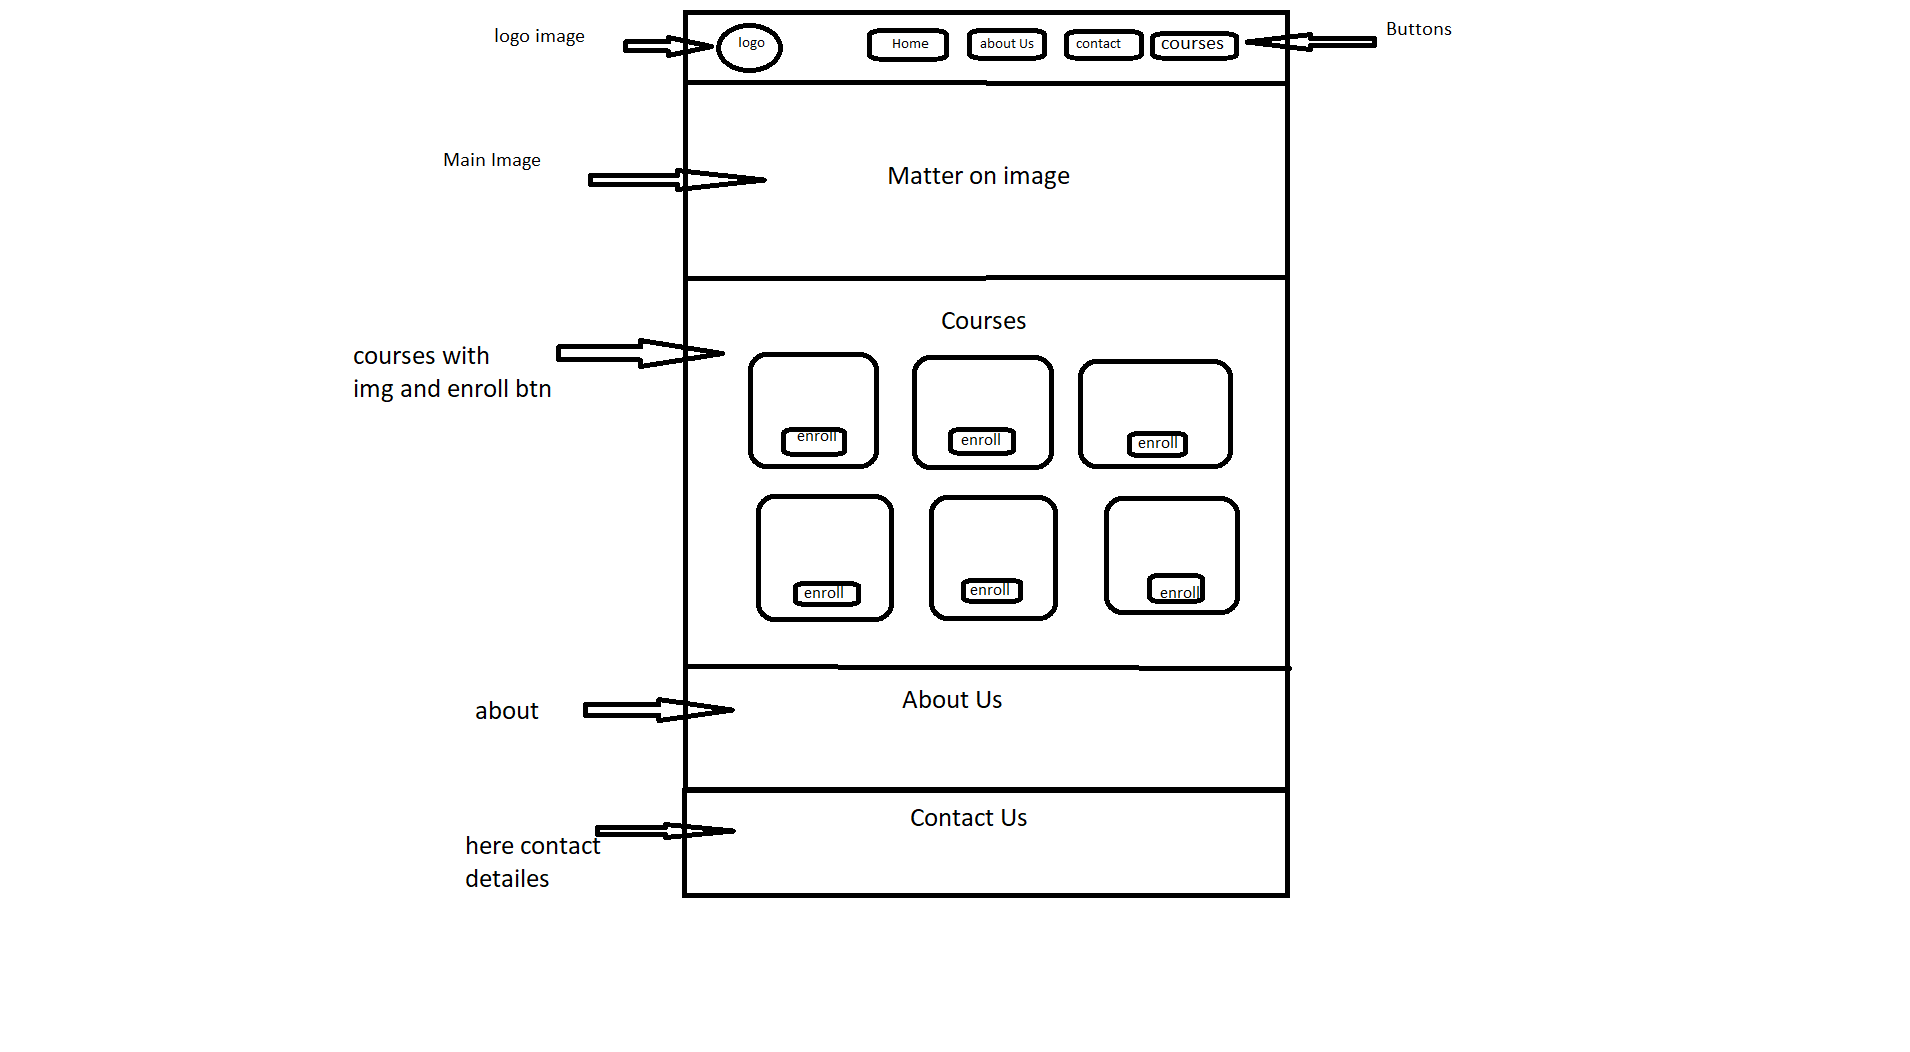 logo image
logo
Home
about Us
contact
courses
Buttons
Main Image
Matter on image
Courses
courses with
img and enroll btn
enroll
enroll
enroll
enroll
enroll
enroll
about
About Us
Contact Us
here contact
detailes